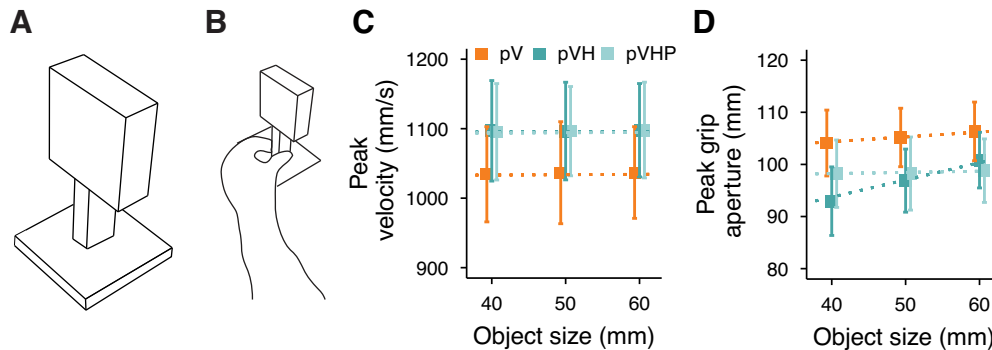 A
B
C
D
pV pVH pVHP
1200
1100
1000
900
Peak
velocity (mm/s)
40 50 60
Object size (mm)
120
110
100
90
80
Peak grip
aperture (mm)
40 50 60
Object size (mm)